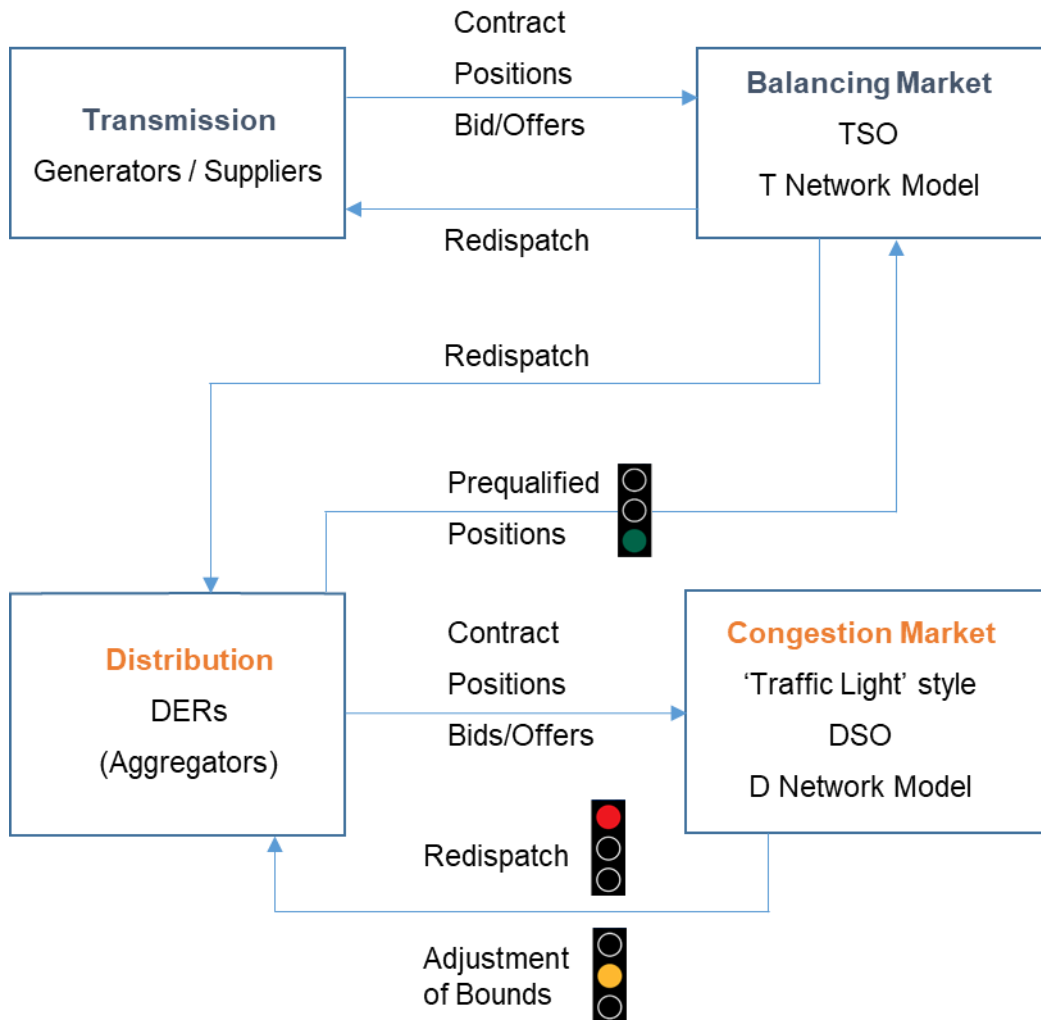 Contract
Positions
Bid/Offers
Transmission
Generators / Suppliers
Balancing Market
TSO
T Network Model
Redispatch
Redispatch
Prequalified
Positions
Distribution
DERs
(Aggregators)
Contract
Positions
Bids/Offers
Congestion Market
‘Traffic Light’ style
DSO
D Network Model
Redispatch
Adjustment
of Bounds